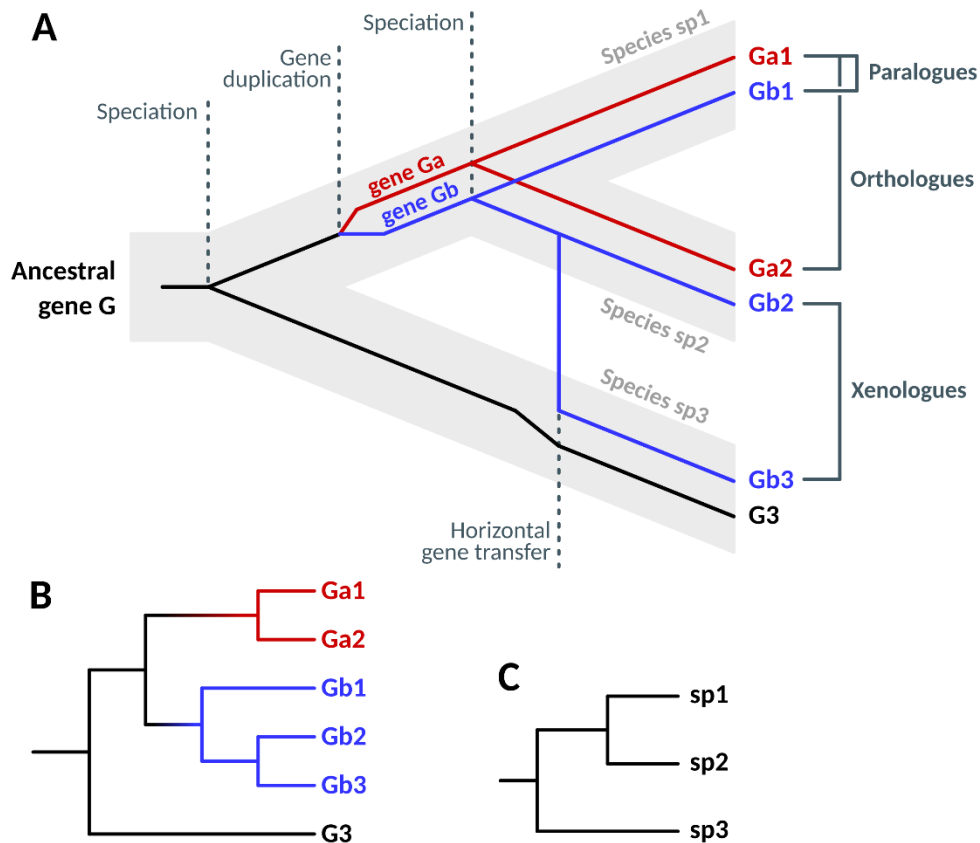 A
Speciation
Gene
duplication
Speciation
Species sp1
Ga1
Gb1
Paralogues
gene Ga
gene Gb
Orthologues
Ancestral
gene G
Ga2
Gb2
Species sp2
Species sp3
Xenologues
Gb3
G3
Horizontal
gene transfer
B
Ga1
Ga2
Gb1
Gb2
Gb3
G3
C
sp1
sp2
sp3